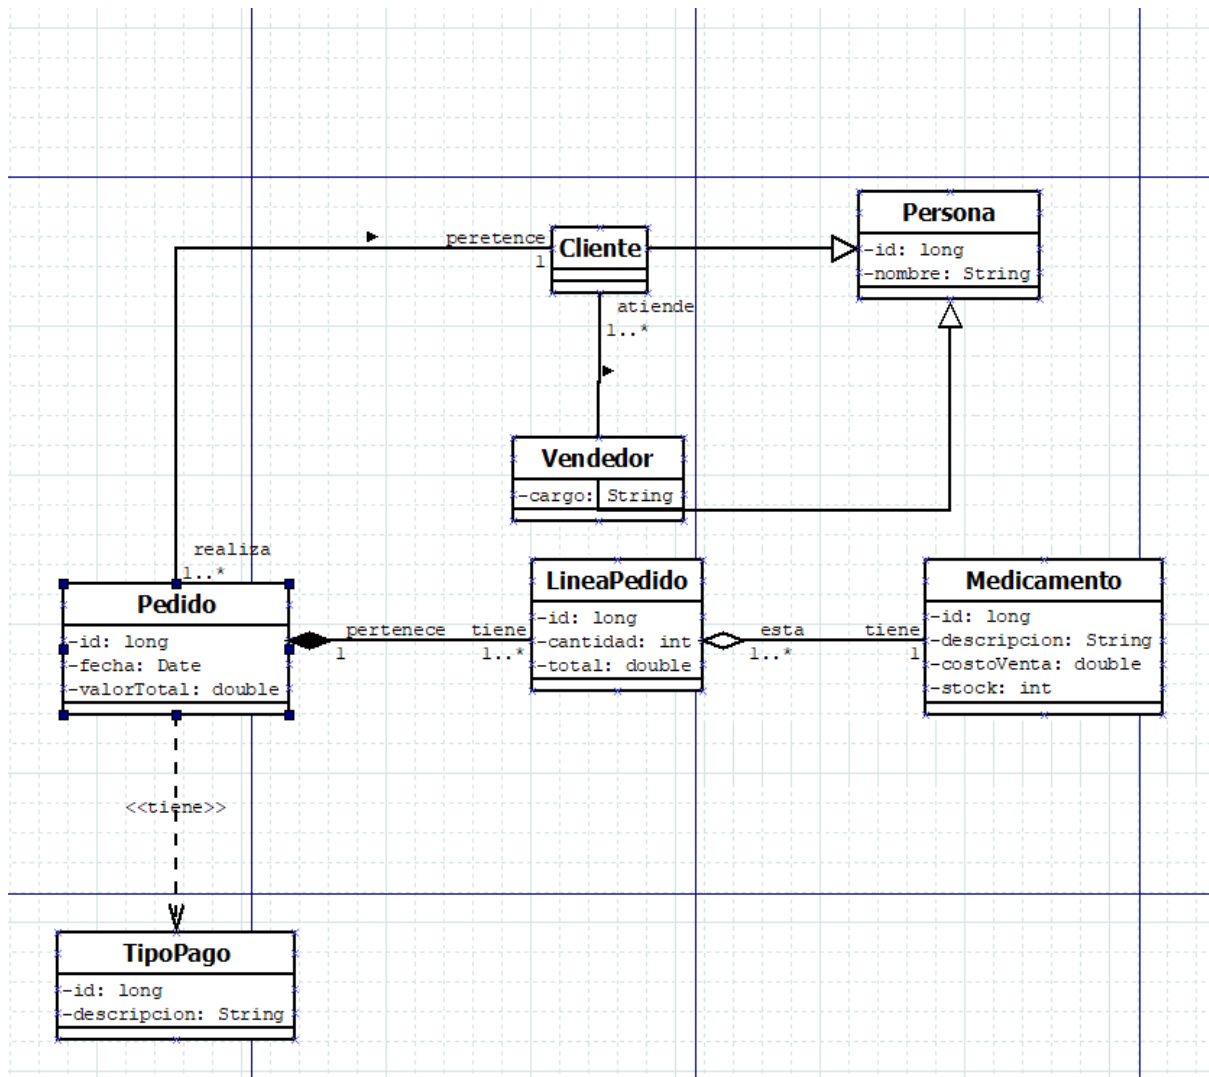 Persona
-id: long
-nombre: String
peretence
1
Cliente
atiende
1..*
Vendedor
-cargo: String
realiza
1..*
Pedido
-id: long
-fecha: Date
-valorTotal: double
pertenece
1
tiene
1..*
LineaPedido
-id: long
-cantidad: int
-total: double
esta
1..*
tiene
1
Medicamento
-id: long
-descripcion: String
-costoVenta: double
-stock: int
<<tiene>>
TipoPago
-id: long
-descripcion: String